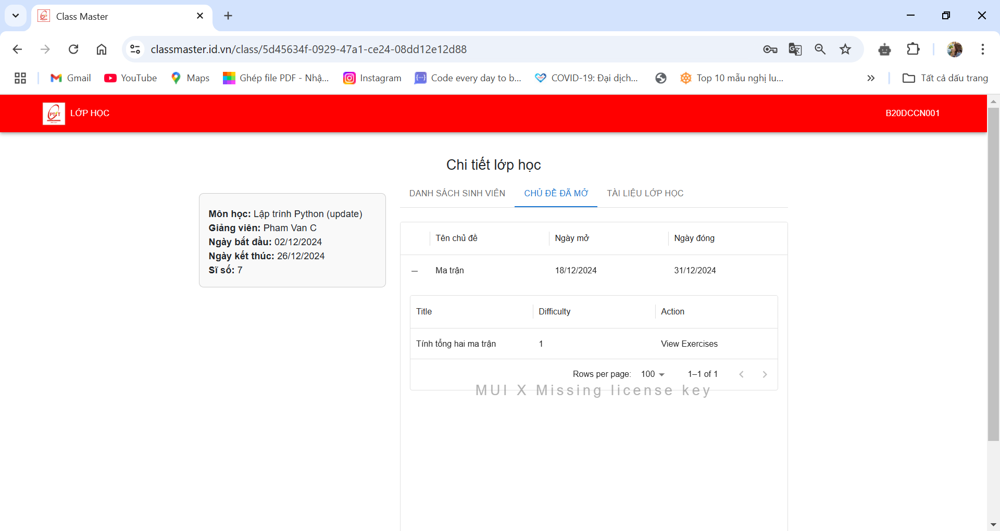 Class Master
classmaster.id.vn/class/5d45634f-0929-47a1-ce24-08dd12e12d88
Gmail
YouTube
Maps
Ghép file PDF - Nhậ...
Instagram
Code every day to b...
COVID-19: Đại dịch...
Top 10 mẫu nghị lu...
Tất cả dấu trang
PTIT
LỚP HỌC
B20DCCN001
Chi tiết lớp học
Môn học: Lập trình Python (update)
Giảng viên: Pham Van C
Ngày bắt đầu: 02/12/2024
Ngày kết thúc: 26/12/2024
Sĩ số: 7
DANH SÁCH SINH VIÊN
CHỦ ĐỀ ĐÃ MỞ
TÀI LIỆU LỚP HỌC
Tên chủ đề
Ngày mở
Ngày đóng
Ma trận
18/12/2024
31/12/2024
Title
Difficulty
Action
Tính tổng hai ma trận
1
View Exercises
Rows per page: 100
1–1 of 1
MUI X Missing license key